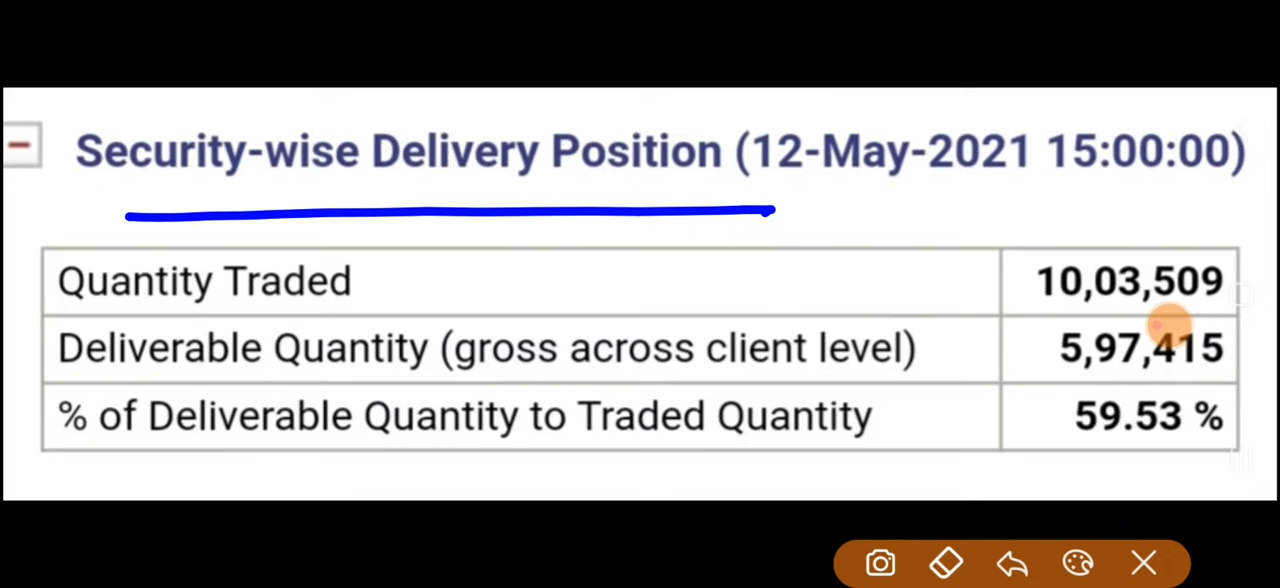 Security-wise Delivery Position (12-May-2021 15:00:00)
Quantity Traded 10,03,509
Deliverable Quantity (gross across client level) 5,97,415
% of Deliverable Quantity to Traded Quantity 59.53 %